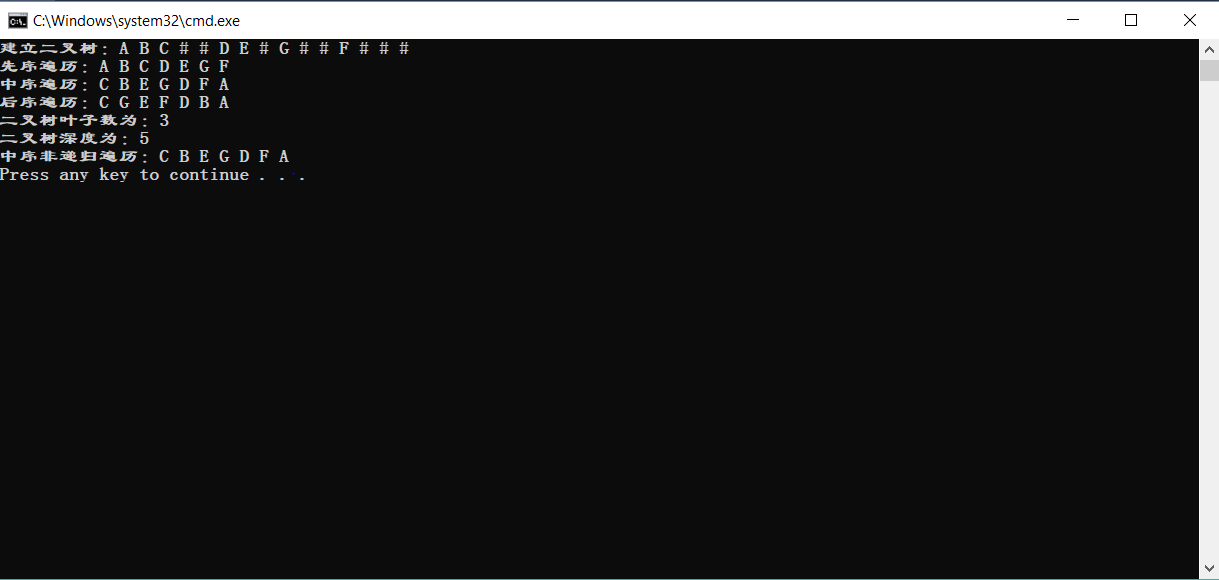 C:\Windows\system32\cmd.exe
建立二叉树: A B C # # D E # G # # F # # #
先序遍历: A B C D E G F
中序遍历: C B E G D F A
后序遍历: C G E F D B A
二叉树叶子数为: 3
二叉树深度为: 5
中序非递归遍历: C B E G D F A
Press any key to continue . . .